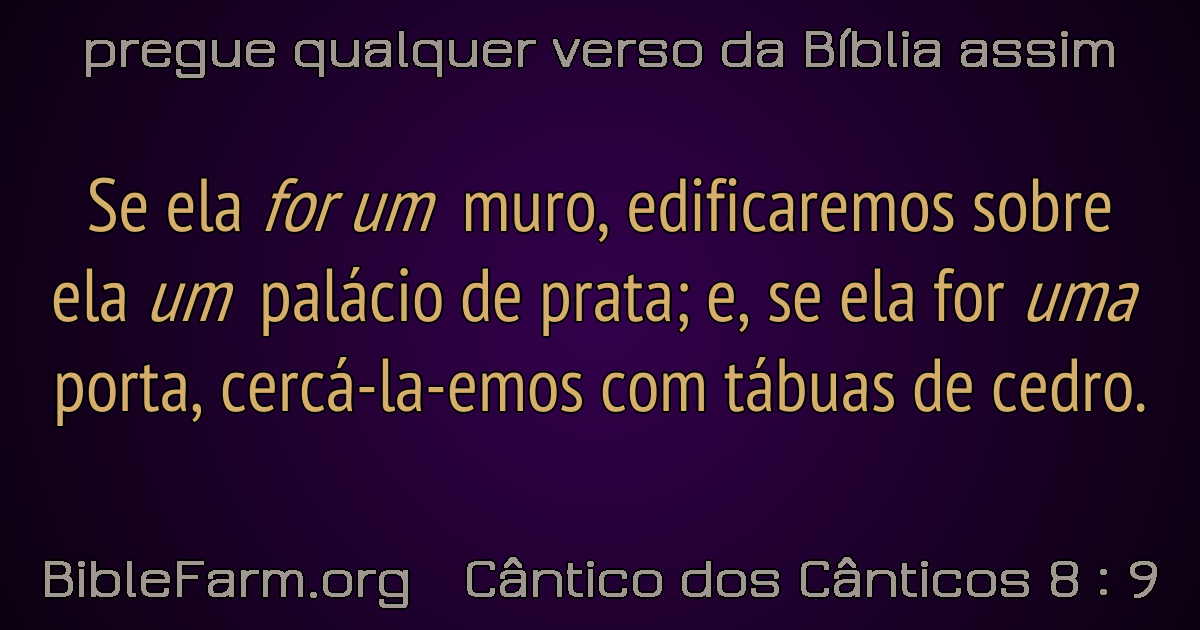 pregue qualquer verso da Bíblia assim
Se ela for um muro, edificaremos sobre
ela um palácio de prata; e, se ela for uma
porta, cercá-la-emos com tábuas de cedro.
BibleFarm.org Cântico dos Cânticos 8 : 9